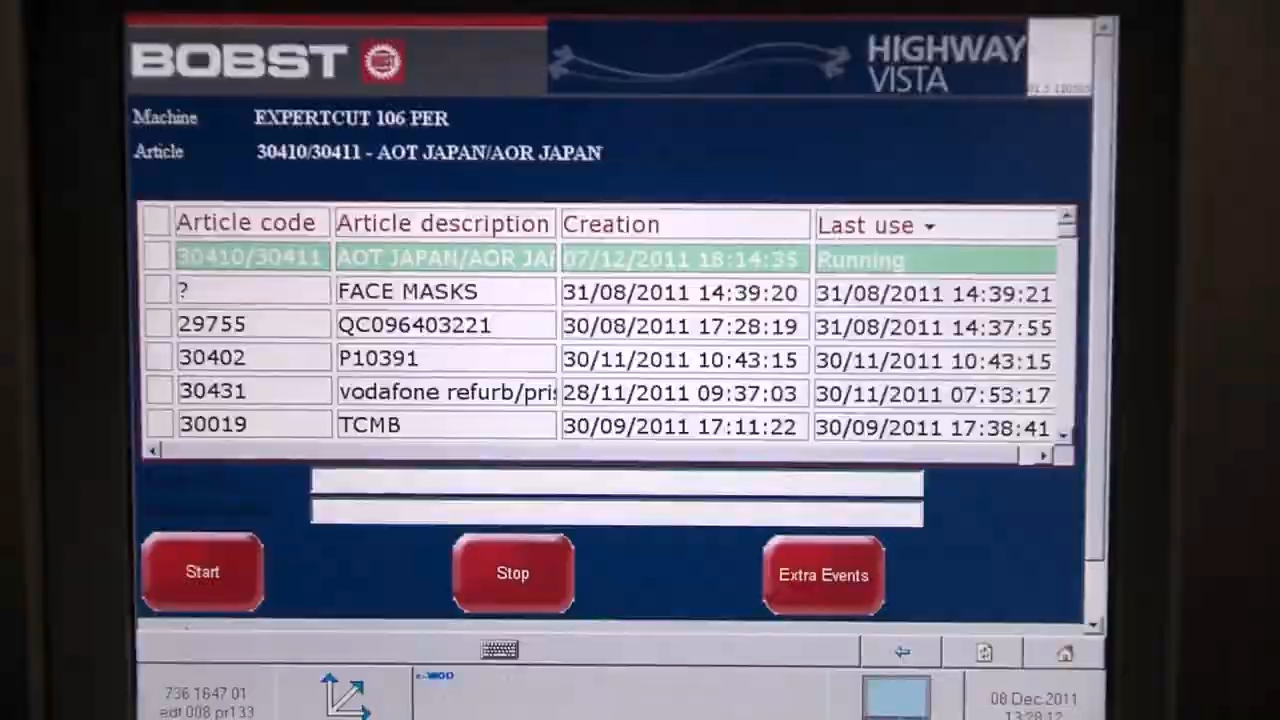 BOBST
HIGHWAY
VISTA
Machine EXPERTCUT 106 PER
Article 30410/30411 - AOT JAPAN/AOR JAPAN
Article code Article description Creation Last use
30410/30411 AOT JAPAN/AOR JAP 07/12/2011 18:14:35 Running
? FACE MASKS 31/08/2011 14:39:20 31/08/2011 14:39:21
29755 QC096403221 30/08/2011 17:28:19 31/08/2011 14:37:55
30402 P10391 30/11/2011 10:43:15 30/11/2011 10:43:15
30431 vodafone refurb/pris 28/11/2011 09:37:03 30/11/2011 07:53:17
30019 TCMB 30/09/2011 17:11:22 30/09/2011 17:38:41
Start Stop Extra Events
736 1647 01
edt 008 pr133
08 Dec 2011
13:28:12